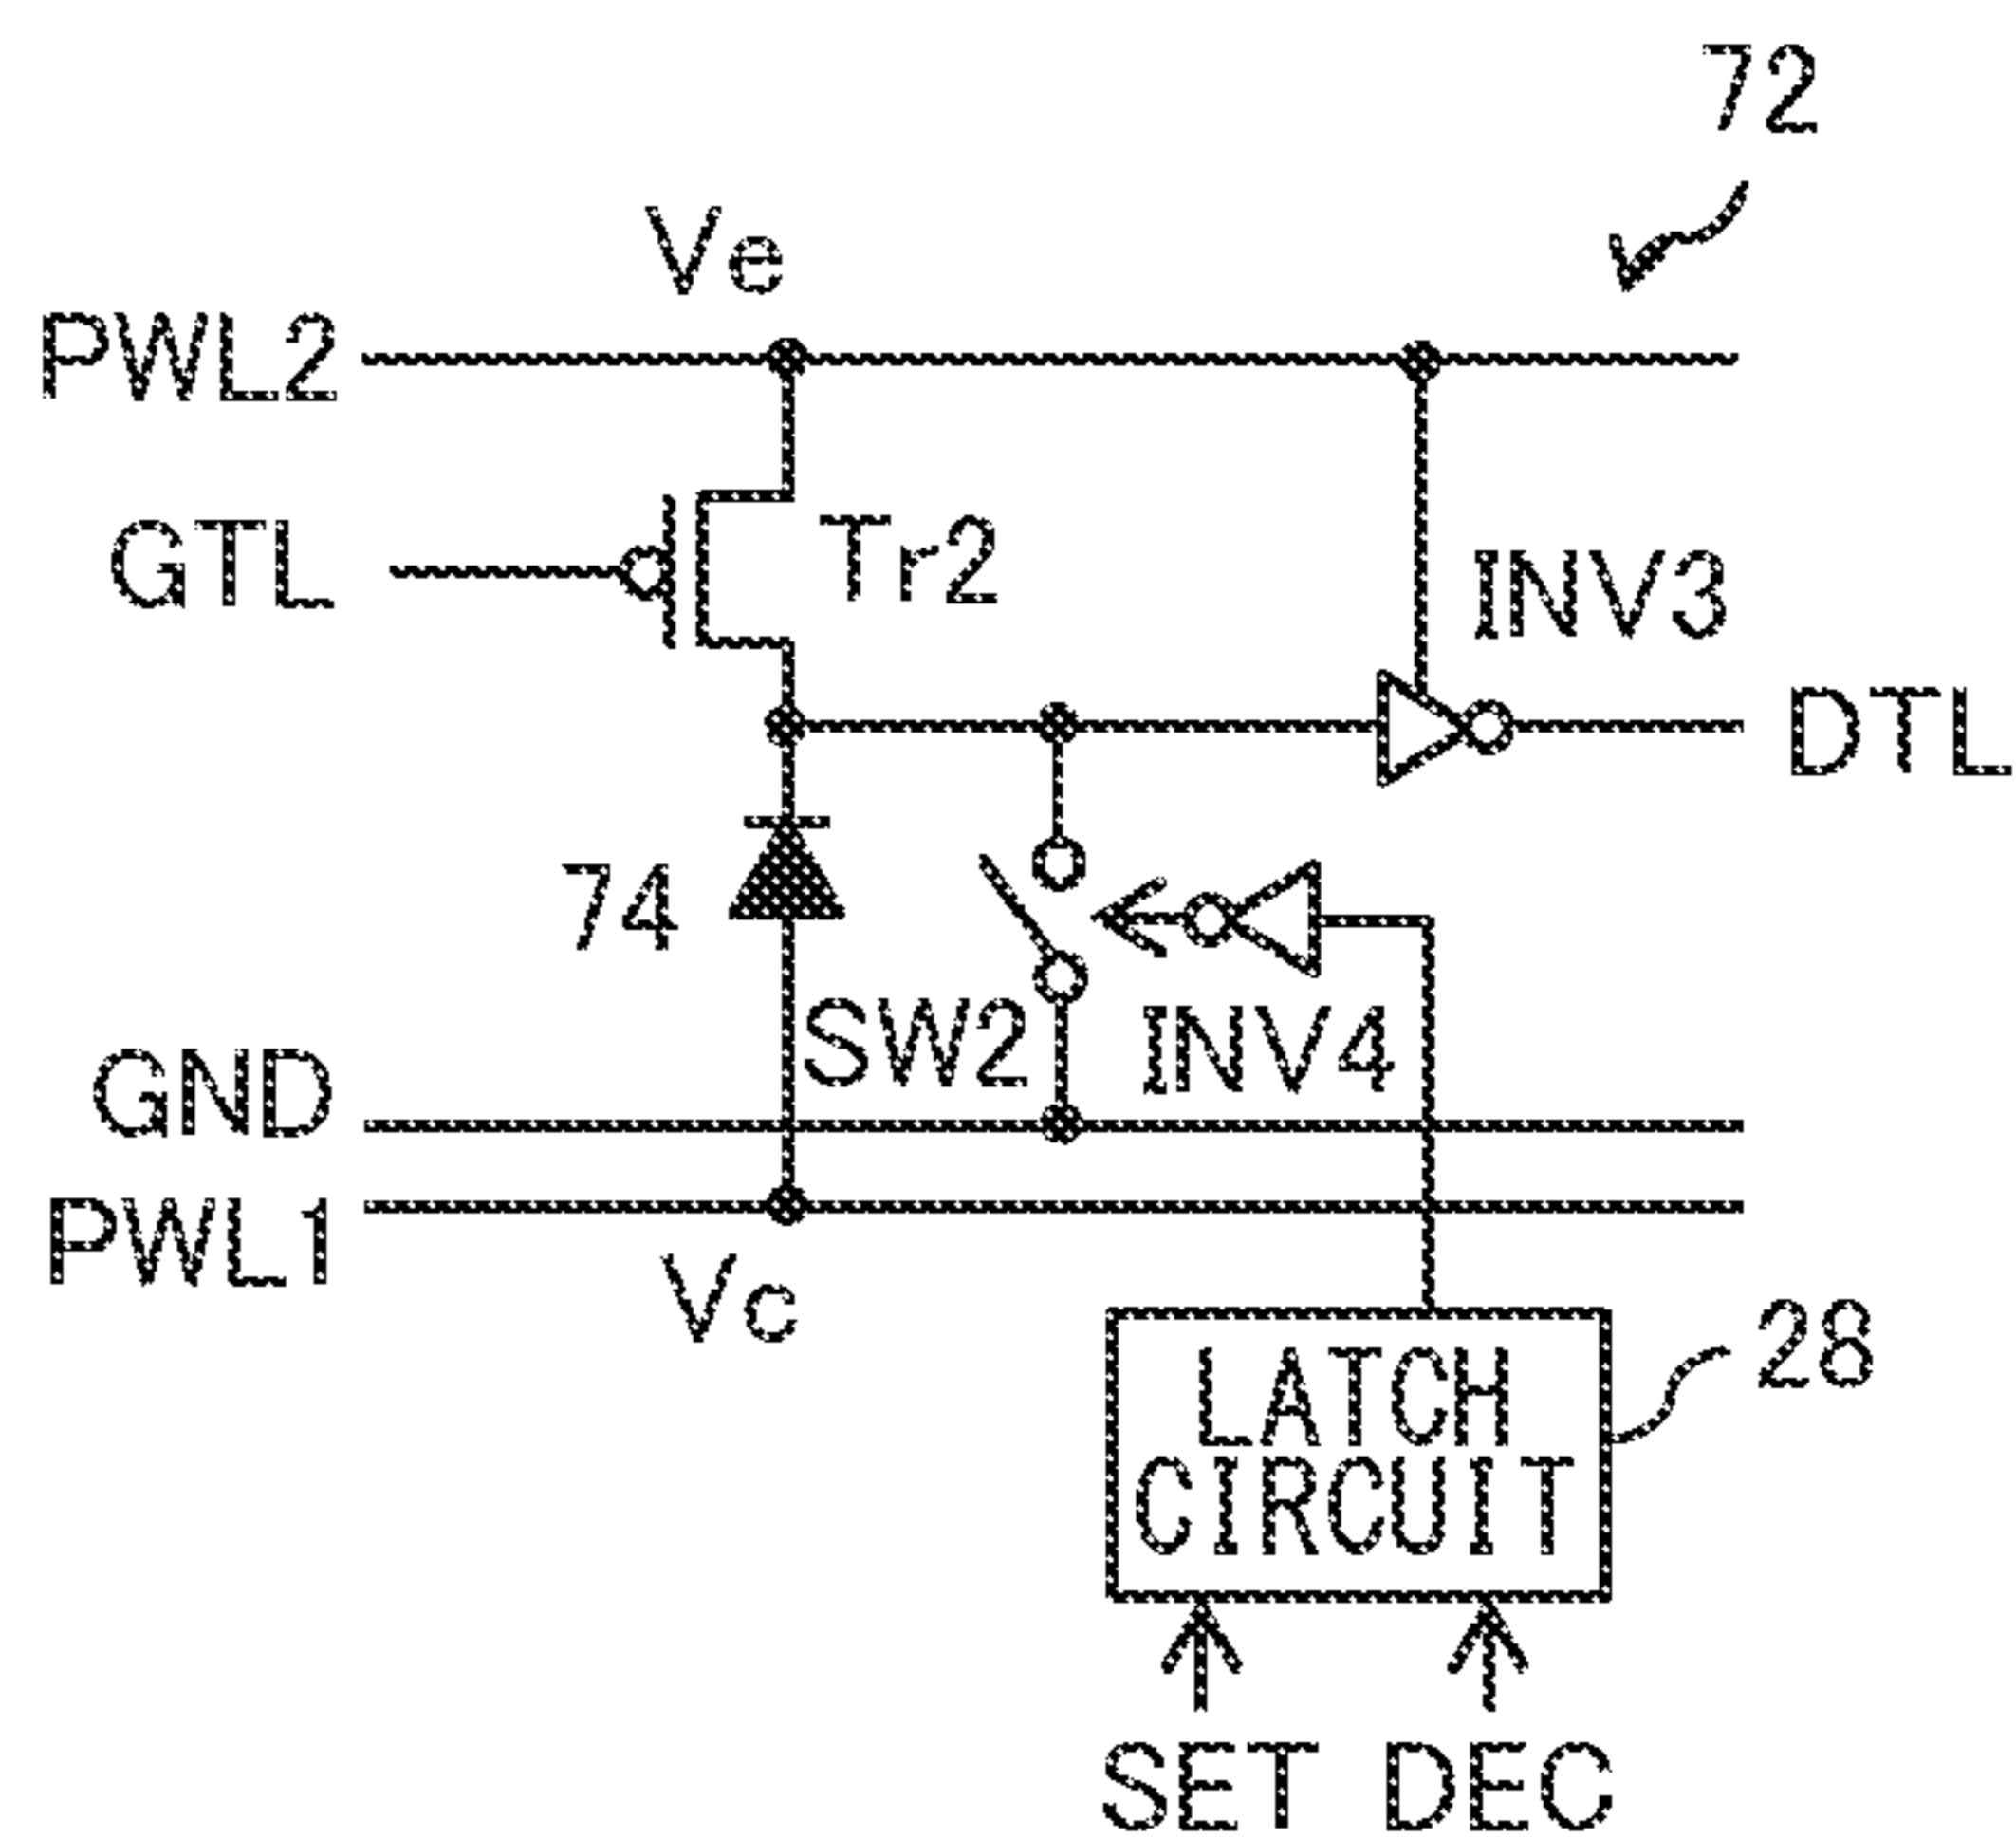 72
Ve
PWL2
GTL
Tr2
INV3
DTL
74
SW2
INV4
GND
PWL1
Vc
LATCH
CIRCUIT
28
SET DEC